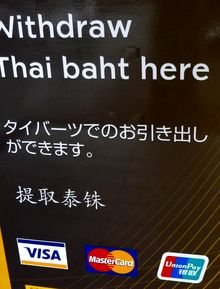 Withdraw
Thai baht here
タイバーツでのお引き出し
ができます。
提取泰铢
VISA
MasterCard
UnionPay
银联